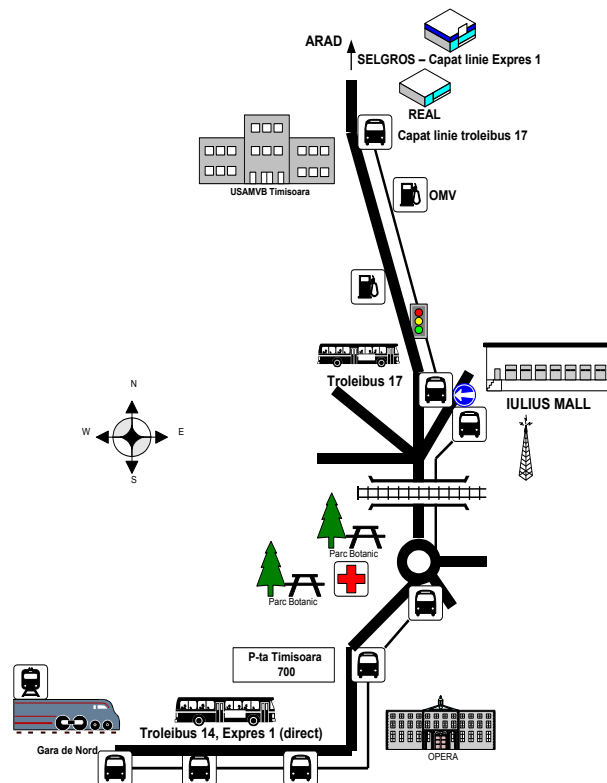 ARAD
SELGROS – Capat linie Expres 1
REAL
Capat linie troleibus 17
USAMVB Timisoara
OMV
Troleibus 17
IULIUS MALL
N
W
E
S
Parc Botanic
Parc Botanic
P-ta Timisoara
700
Troleibus 14, Expres 1 (direct)
Gara de Nord
OPERA